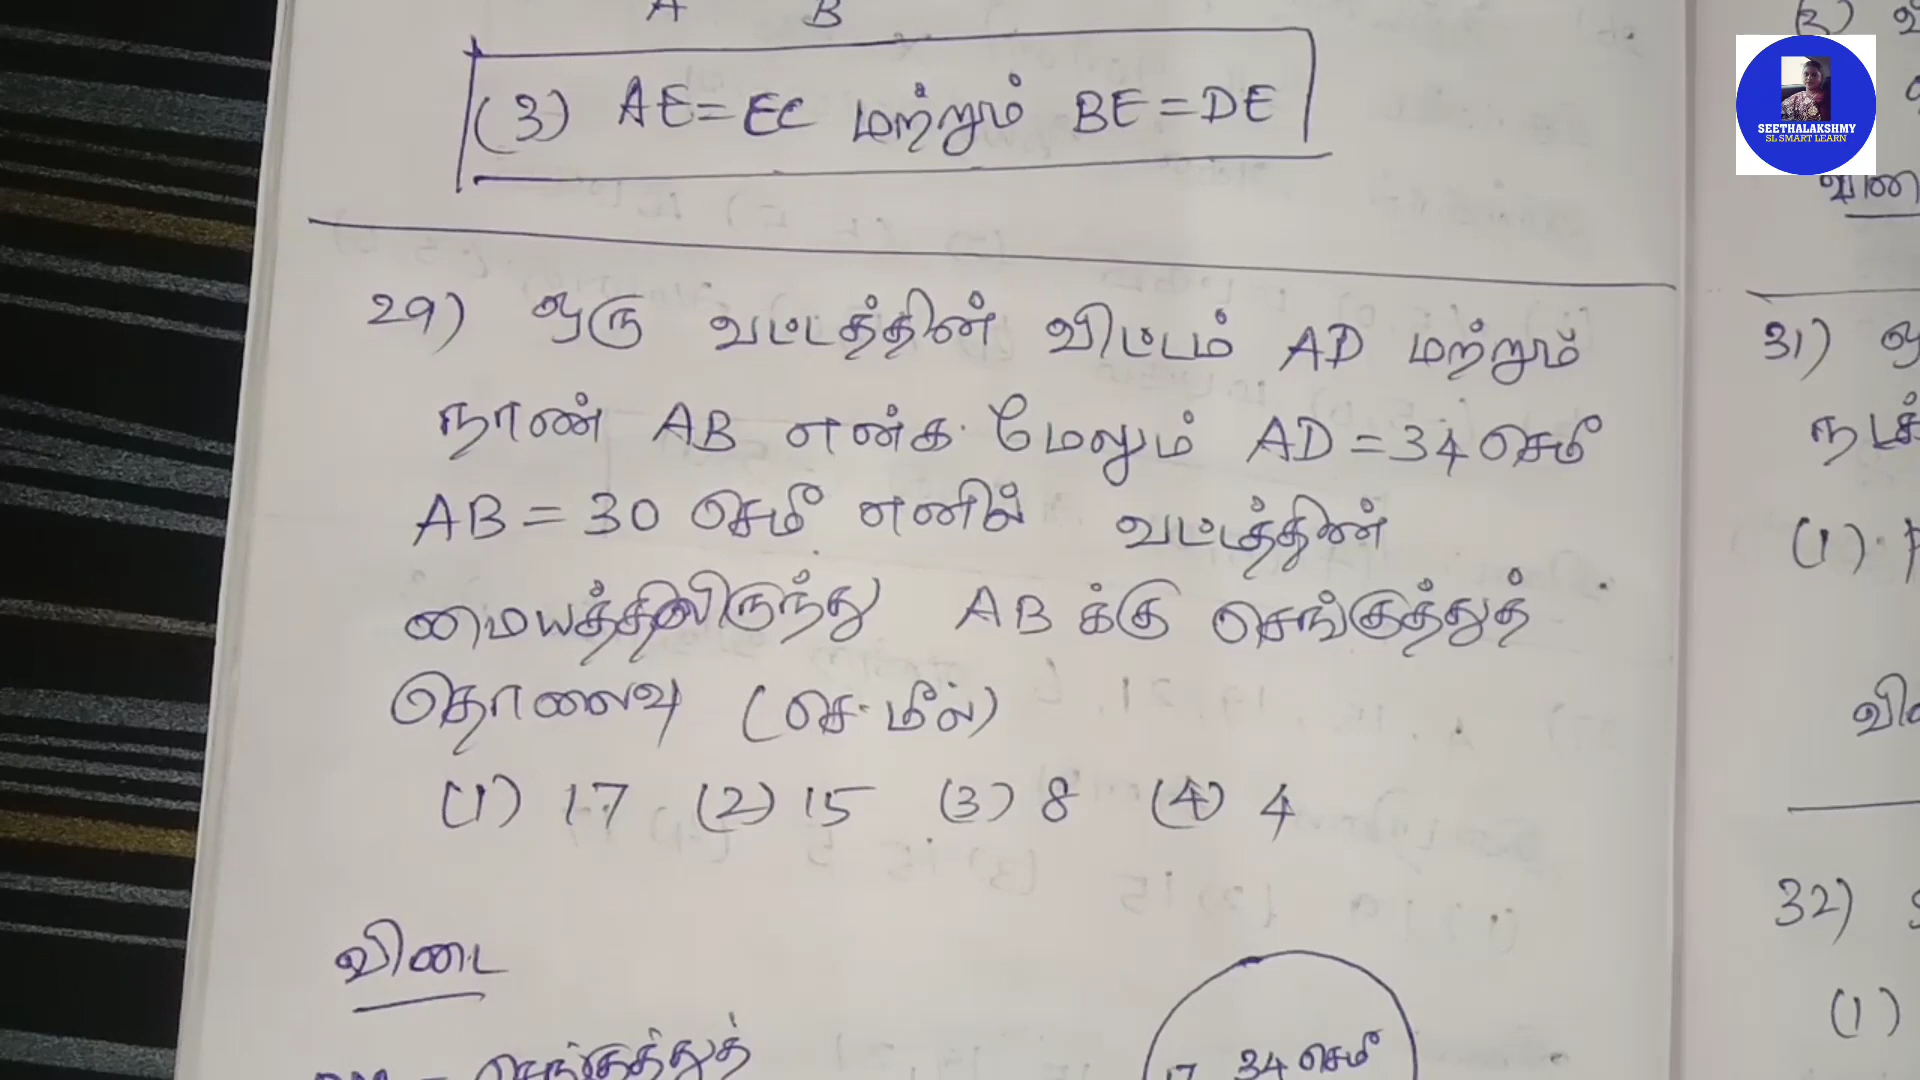 A B
(3) AE=EC மற்றும் BE=DE
29) ஒரு வட்டத்தின் விட்டம் AD மற்றும்
நாண் AB என்க. மேலும் AD=34 செமீ
AB=30 செமீ எனில் வட்டத்தின்
மையத்திலிருந்து AB க்கு செங்குத்துத்
தொலைவு (செ.மீல்)
(1) 17 (2) 15 (3) 8 (4) 4
விடை
செங்குத்துத்
17 34 செமீ
31)
(1)
32)
(1)
SEETHALAKSHMY
SL SMART LEARN